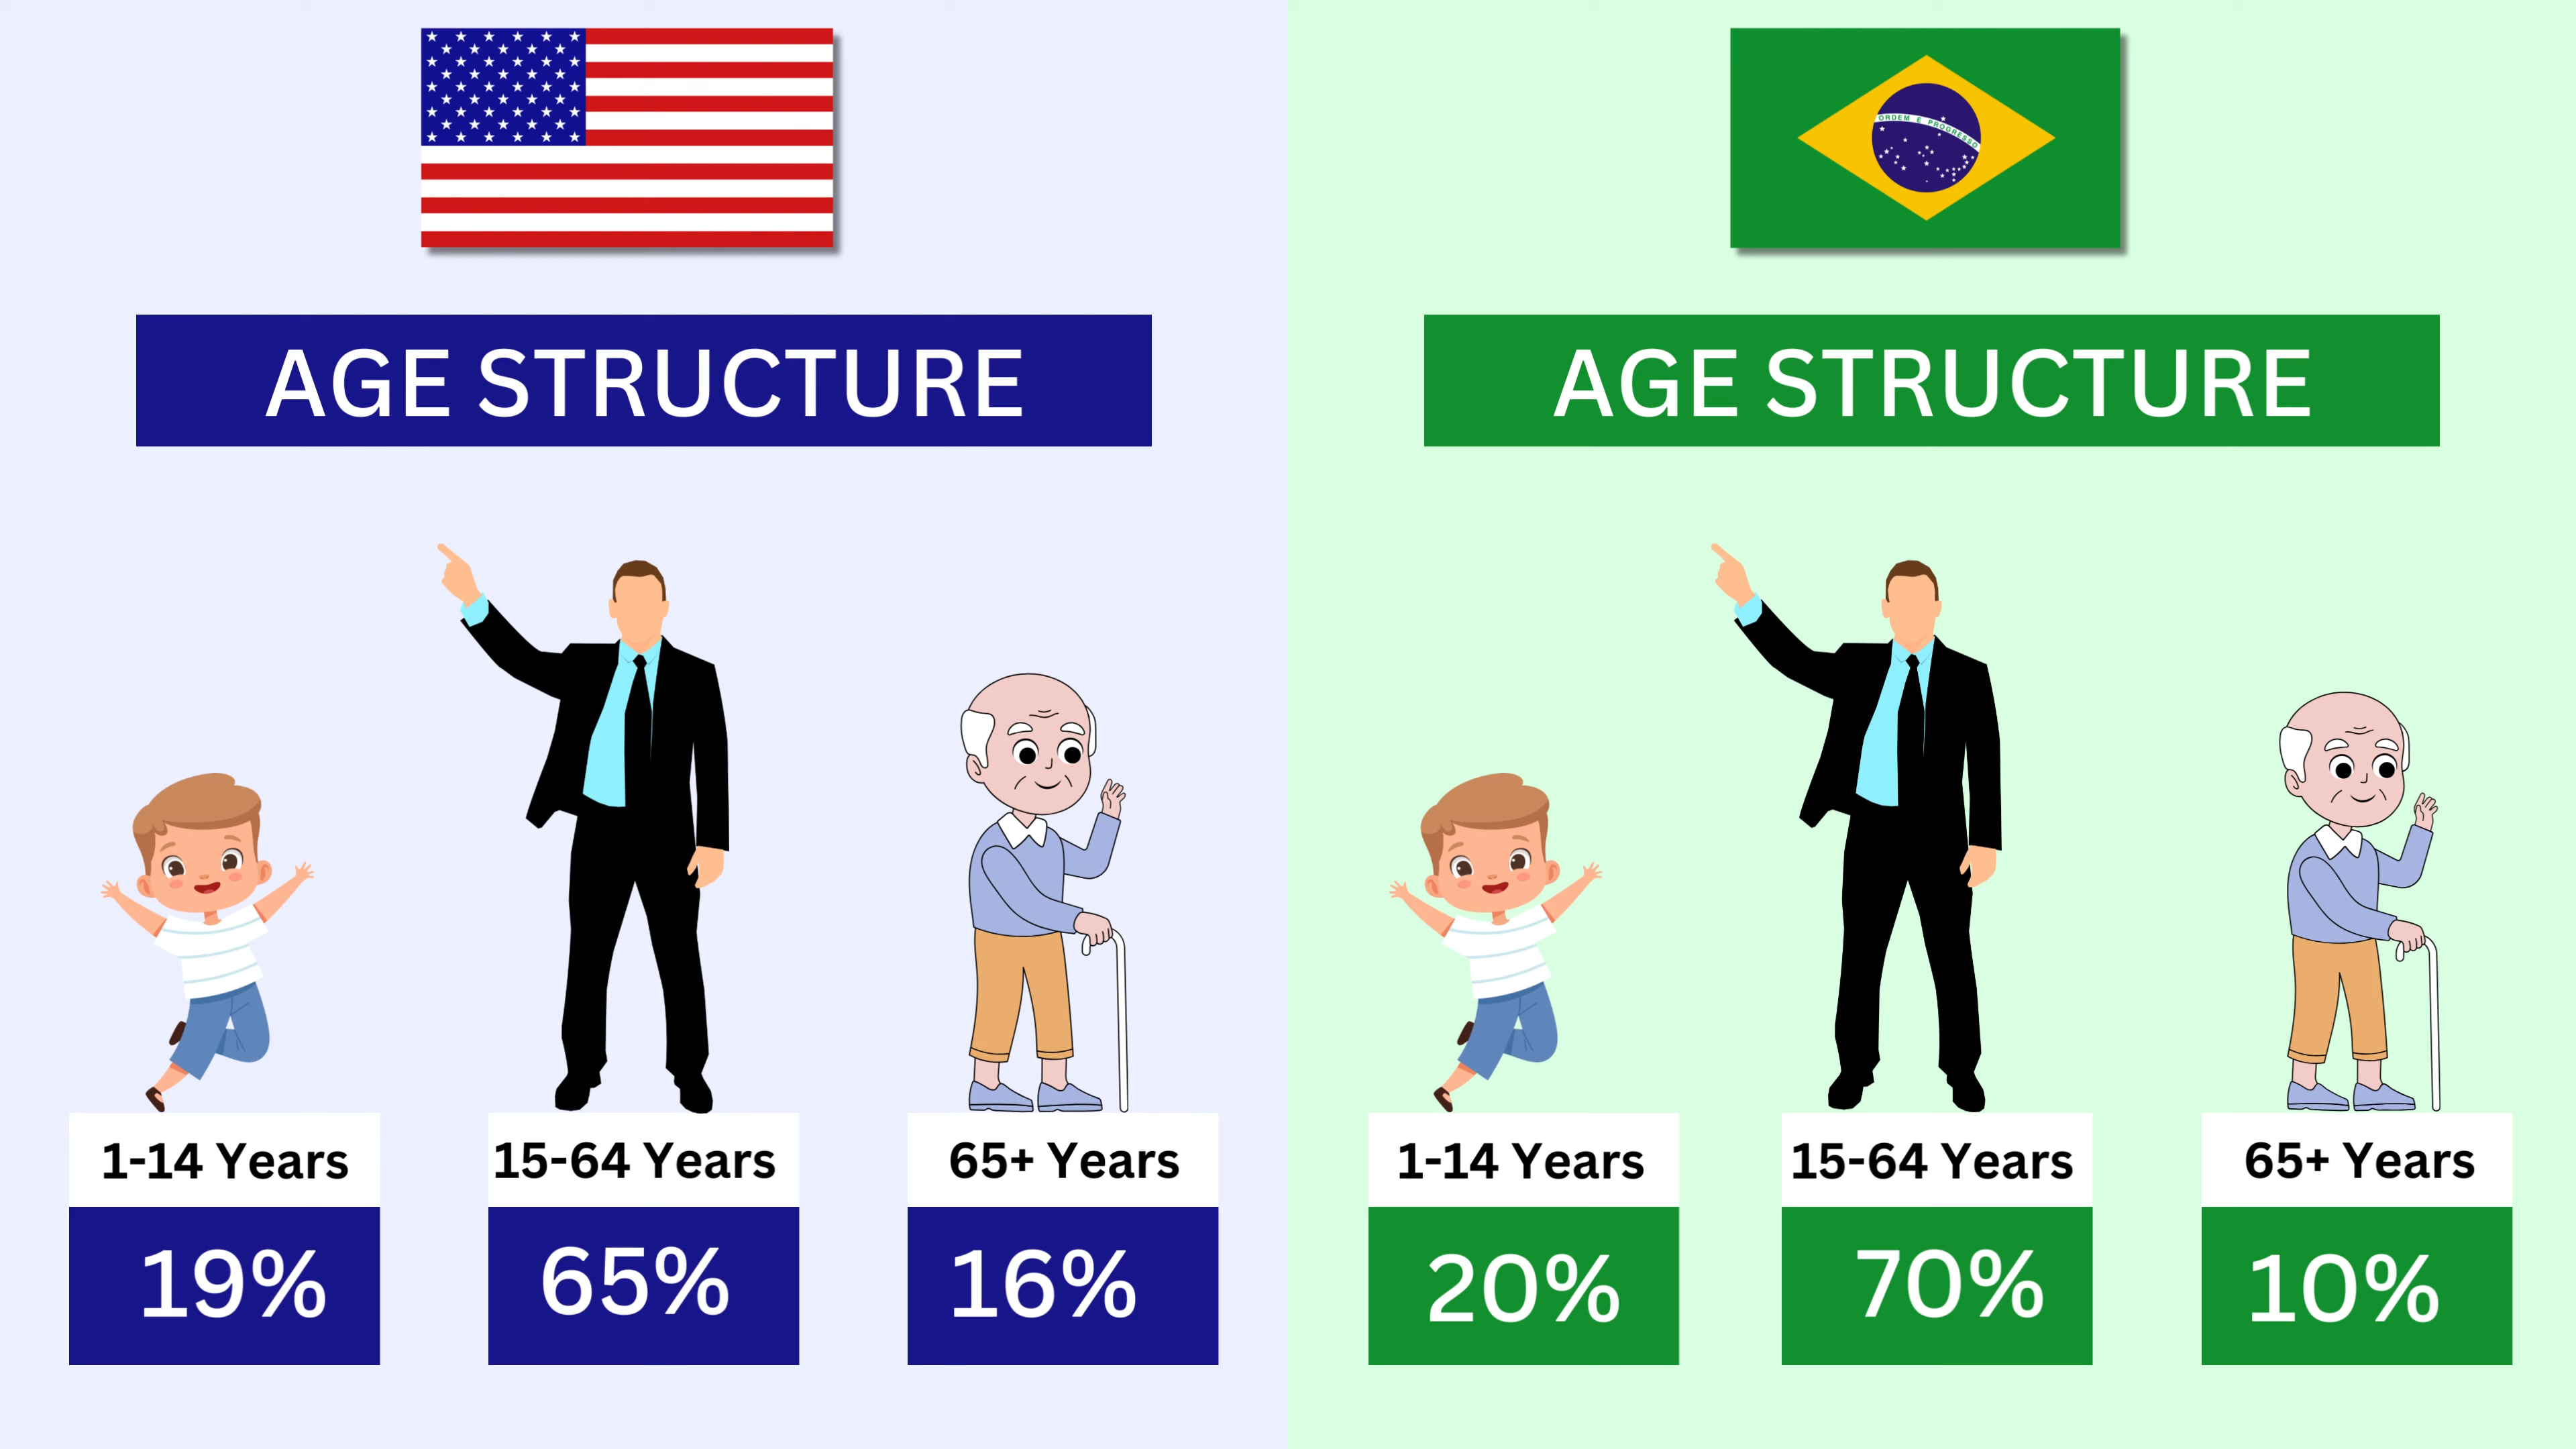 AGE STRUCTURE
1-14 Years
15-64 Years
65+ Years
19%
65%
16%
ORDEM E PROGRESSO
AGE STRUCTURE
1-14 Years
15-64 Years
65+ Years
20%
70%
10%